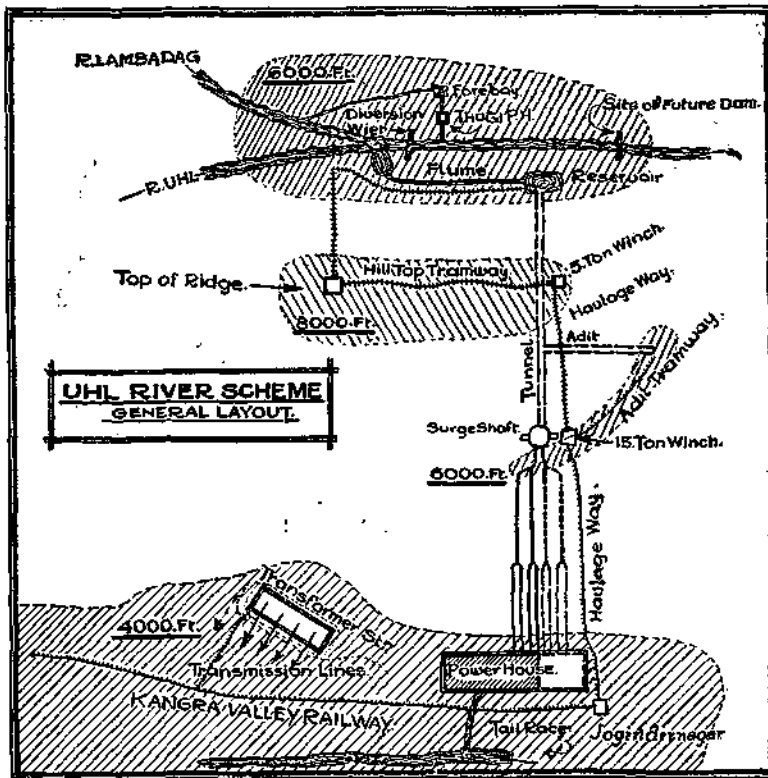 R. LAMBADAG
6000.Ft.
Forebay
Diversion
Wier
Thugi P.H.
Site of Future Dam.
R. UHL
Flume
Reservoir
Top of Ridge.
Hill Top Tramway
5.Ton Winch.
Haulage Way.
8000.Ft.
Tunnel
Adit
Adit Tramway.
UHL RIVER SCHEME
GENERAL LAYOUT.
Surge Shaft.
15.Ton Winch.
6000.Ft.
Haulage Way.
4000.Ft.
Transformer Stn
Transmission Lines.
Power House.
KANGRA VALLEY RAILWAY
Tail Race
Jogindernagar